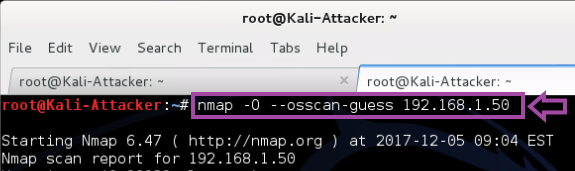 root@Kali-Attacker: ~
File Edit View Search Terminal Tabs Help
root@Kali-Attacker: ~ × root@Kali-Attacker: ~
root@Kali-Attacker:~# nmap -O --osscan-guess 192.168.1.50
Starting Nmap 6.47 ( http://nmap.org ) at 2017-12-05 09:04 EST
Nmap scan report for 192.168.1.50